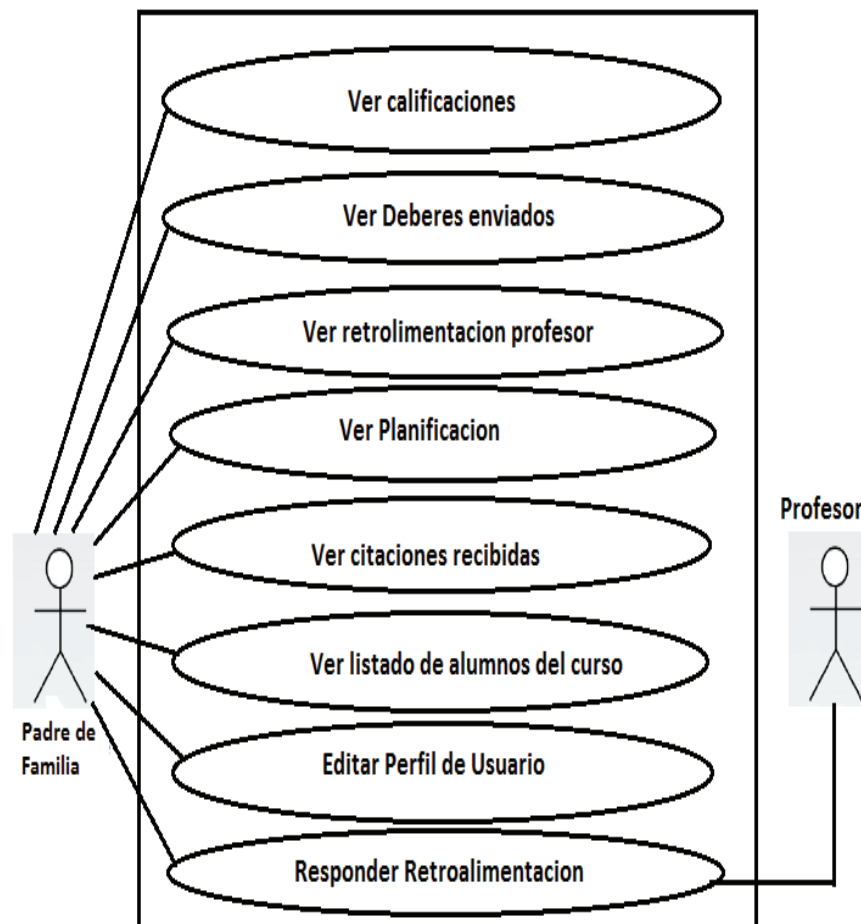 Ver calificaciones
Ver Deberes enviados
Ver retrolimentacion profesor
Ver Planificacion
Ver citaciones recibidas
Ver listado de alumnos del curso
Editar Perfil de Usuario
Responder Retroalimentacion
Padre de
Familia
Profesor